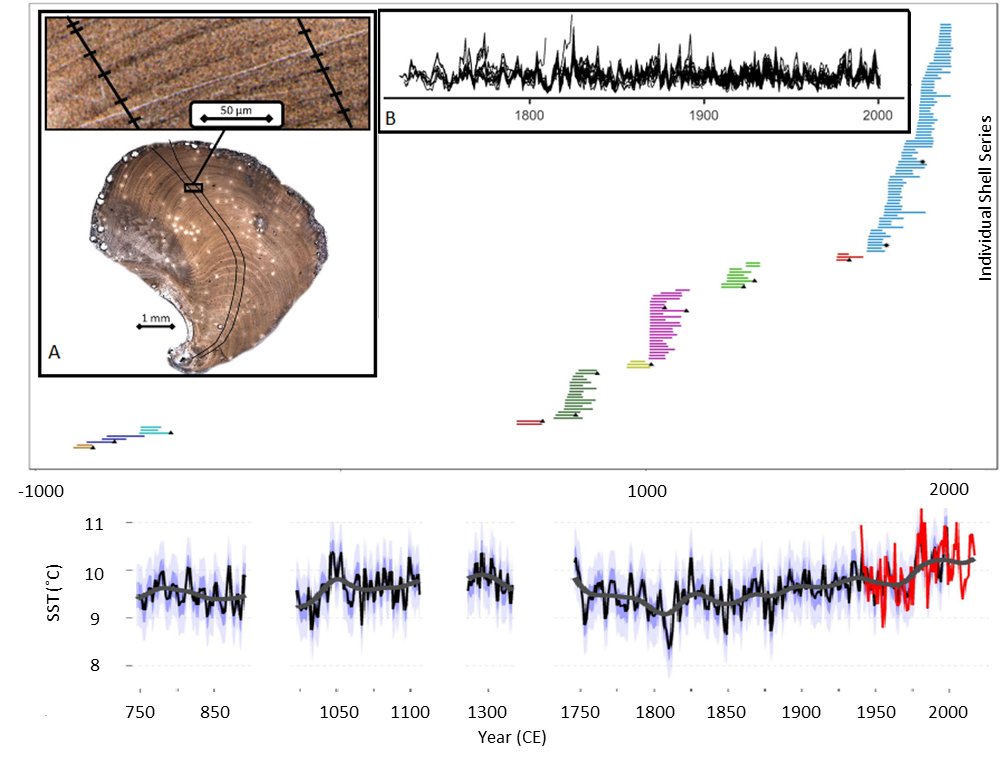 50 µm
1 mm
A
B
1800 1900 2000
Individual Shell Series
-1000 1000 2000
SST (°C)
11
10
9
8
750 850 1050 1100 1300 1750 1800 1850 1900 1950 2000
Year (CE)